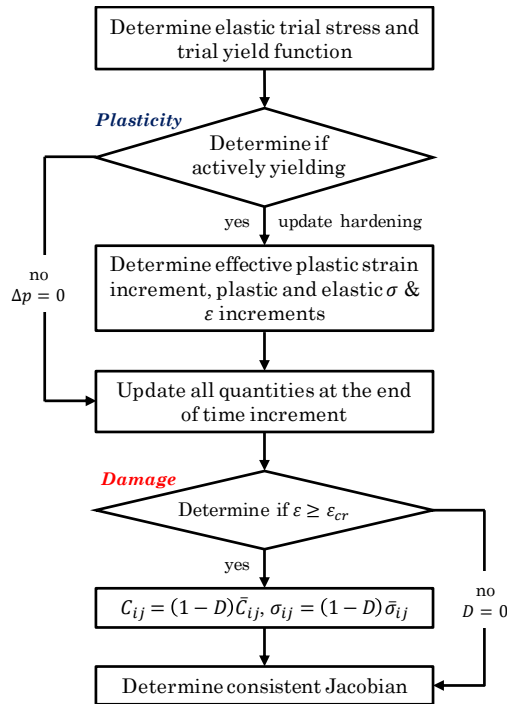 Determine elastic trial stress and
trial yield function
Plasticity
Determine if
actively yielding
yes update hardening
no
Δp = 0
Determine effective plastic strain
increment, plastic and elastic σ &
ε increments
Update all quantities at the end
of time increment
Damage
Determine if ε ≥ ε_cr
yes
no
D = 0
C_ij = (1 − D)C̄_ij, σ_ij = (1 − D)σ̄_ij
Determine consistent Jacobian